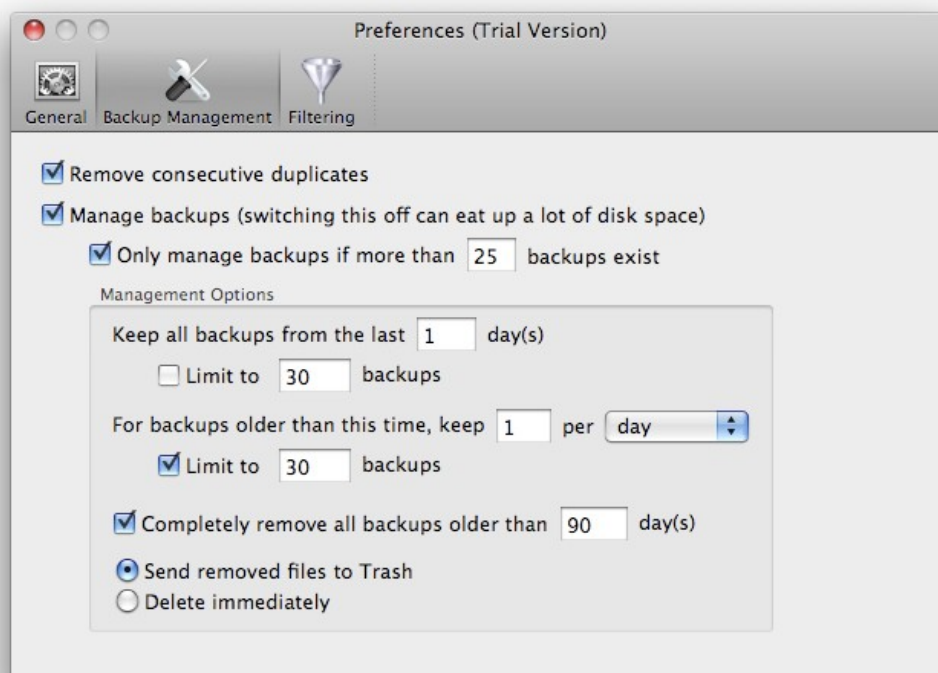 Preferences (Trial Version)
General Backup Management Filtering
Remove consecutive duplicates
Manage backups (switching this off can eat up a lot of disk space)
Only manage backups if more than 25 backups exist
Management Options
Keep all backups from the last 1 day(s)
Limit to 30 backups
For backups older than this time, keep 1 per day
Limit to 30 backups
Completely remove all backups older than 90 day(s)
Send removed files to Trash
Delete immediately